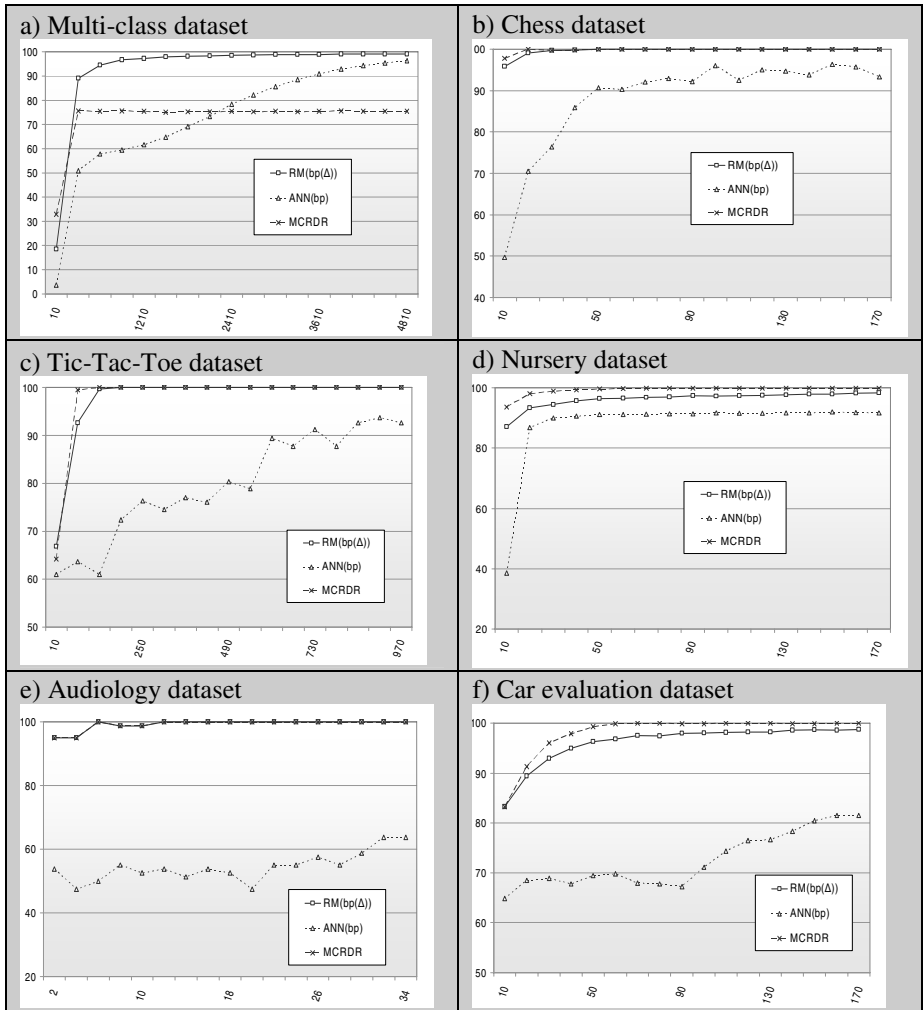 a) Multi-class dataset
100
90
80
70
60
50
40
30
20
10
0
RM(bp(Δ))
ANN(bp)
MCRDR
10
1210
2410
3610
4810
b) Chess dataset
00
90
80
70
60
50
40
RM(bp(Δ))
ANN(bp)
MCRDR
10
50
90
130
170
c) Tic-Tac-Toe dataset
100
90
80
70
60
50
RM(bp(Δ))
ANN(bp)
MCRDR
10
250
490
730
970
d) Nursery dataset
100
80
60
40
20
RM(bp(Δ))
ANN(bp)
MCRDR
10
50
90
130
170
e) Audiology dataset
100
80
60
40
20
RM(bp(Δ))
ANN(bp)
MCRDR
2
10
18
26
34
f) Car evaluation dataset
100
90
80
70
60
50
RM(bp(Δ))
ANN(bp)
MCRDR
10
50
90
130
170